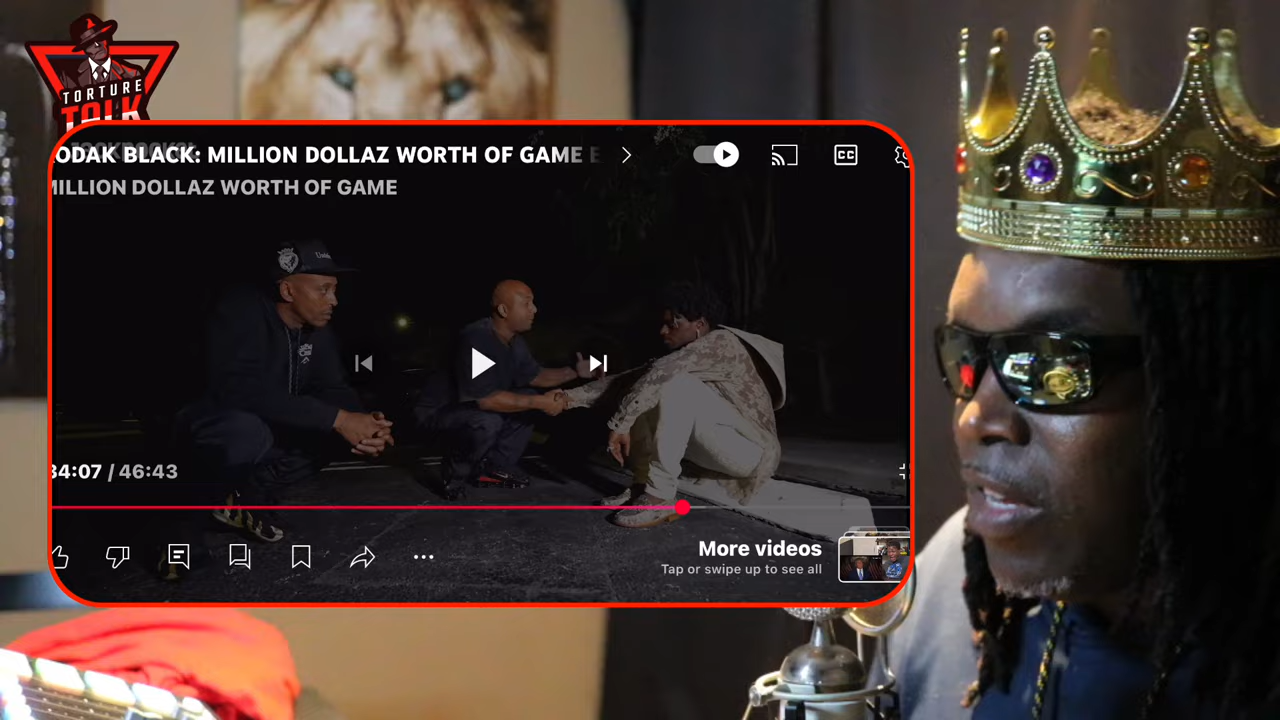 TORTURE
TALK
ODAK BLACK: MILLION DOLLAZ WORTH OF GAME E
MILLION DOLLAZ WORTH OF GAME
CC
34:07 / 46:43
More videos
Tap or swipe up to see all